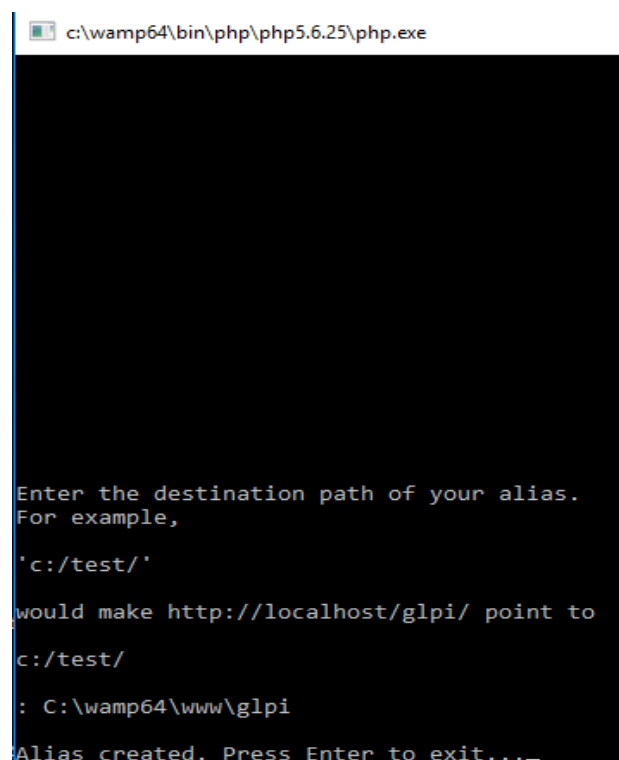 c:\wamp64\bin\php\php5.6.25\php.exe
Enter the destination path of your alias.
For example,
'c:/test/'
would make http://localhost/glpi/ point to
c:/test/
: C:\wamp64\www\glpi
Alias created. Press Enter to exit..._